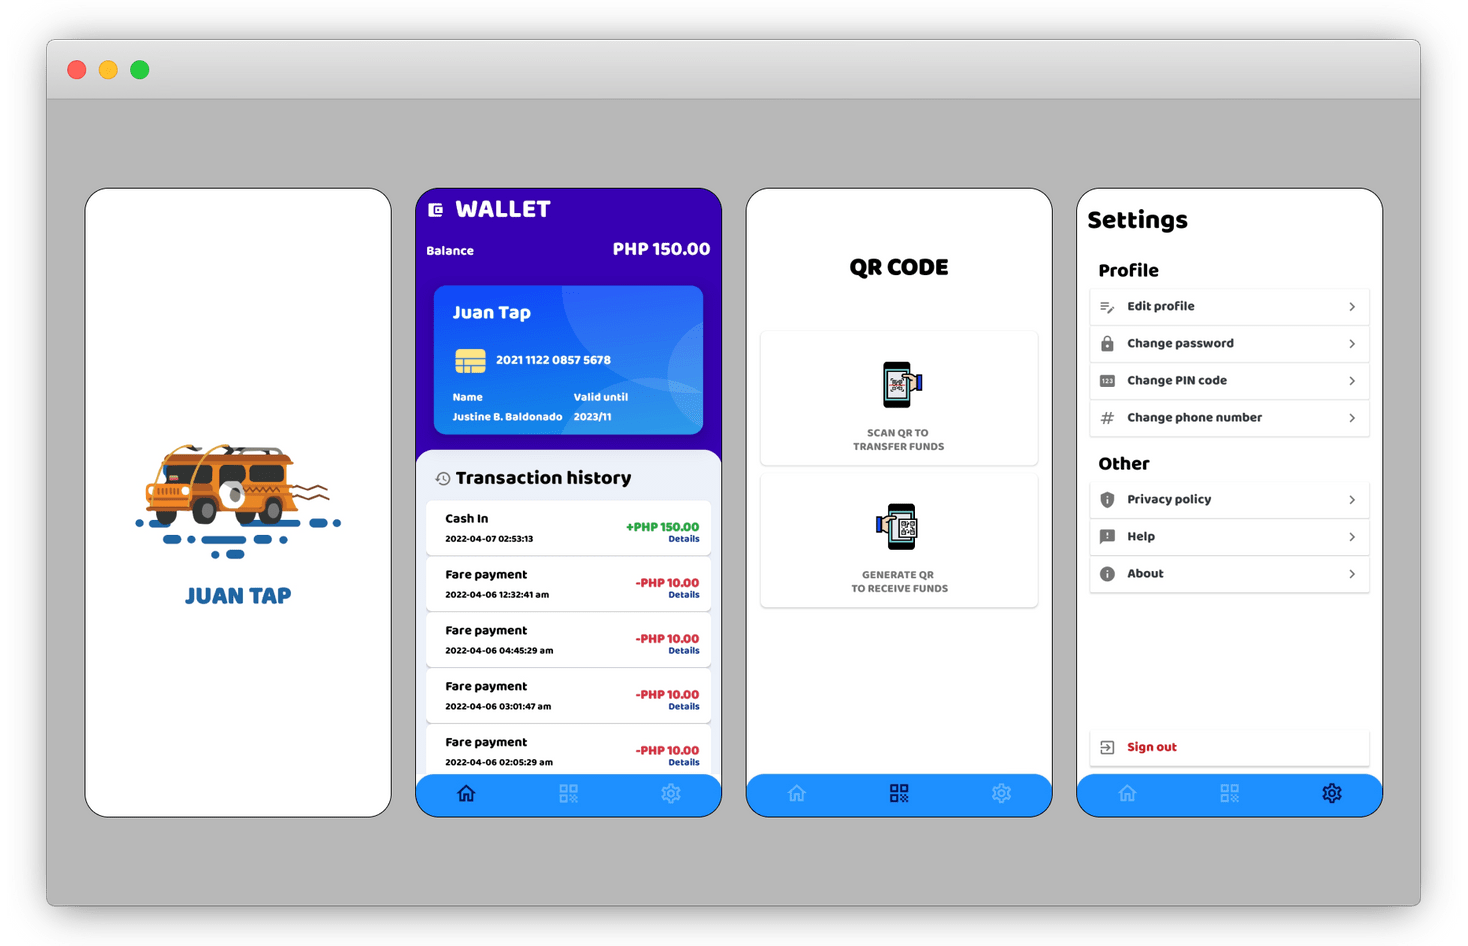 JUAN TAP
WALLET
Balance
PHP 150.00
Juan Tap
2021 1122 0857 5678
Name
Valid until
Justine B. Baldonado
2023/11
Transaction history
Cash In
+PHP 150.00
2022-04-07 02:53:13
Details
Fare payment
-PHP 10.00
2022-04-06 12:32:41 am
Details
Fare payment
-PHP 10.00
2022-04-06 04:45:29 am
Details
Fare payment
-PHP 10.00
2022-04-06 03:01:47 am
Details
Fare payment
-PHP 10.00
2022-04-06 02:05:29 am
Details
QR CODE
SCAN QR TO
TRANSFER FUNDS
GENERATE QR
TO RECEIVE FUNDS
Settings
Profile
Edit profile
Change password
123
Change PIN code
Change phone number
Other
Privacy policy
Help
About
Sign out